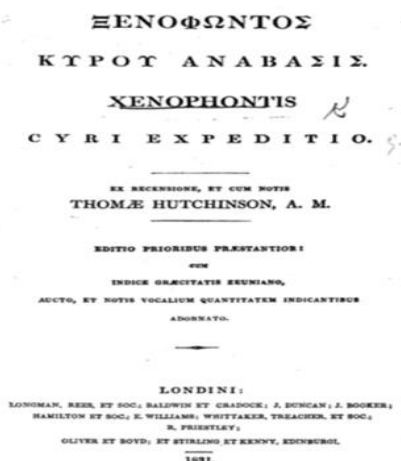 ΞΕΝΟΦΩΝΤΟΣ
ΚΥΡΟΥ ΑΝΑΒΑΣΙΣ.
XENOPHONTIS
CYRI EXPEDITIO.
EX RECENSIONE, ET CUM NOTIS
THOMÆ HUTCHINSON, A. M.
EDITIO PRIORIBUS PRÆSTANTIOR:
CUM
INDICE GRÆCITATIS ZEUNIANO,
AUCTO, ET NOTIS VOCALIUM QUANTITATEM INDICANTIBUS
ADORNATO.
LONDINI:
LONGMAN, REES, ET SOC.; BALDWIN ET CRADOCK; J. DUNCAN; J. BOOKER;
HAMILTON ET SOC.; E. WILLIAMS; WHITTAKER, TREACHER, ET SOC.;
R. PRIESTLEY;
OLIVER ET BOYD; ET STIRLING ET KENNY, EDINBURGI.
1831.